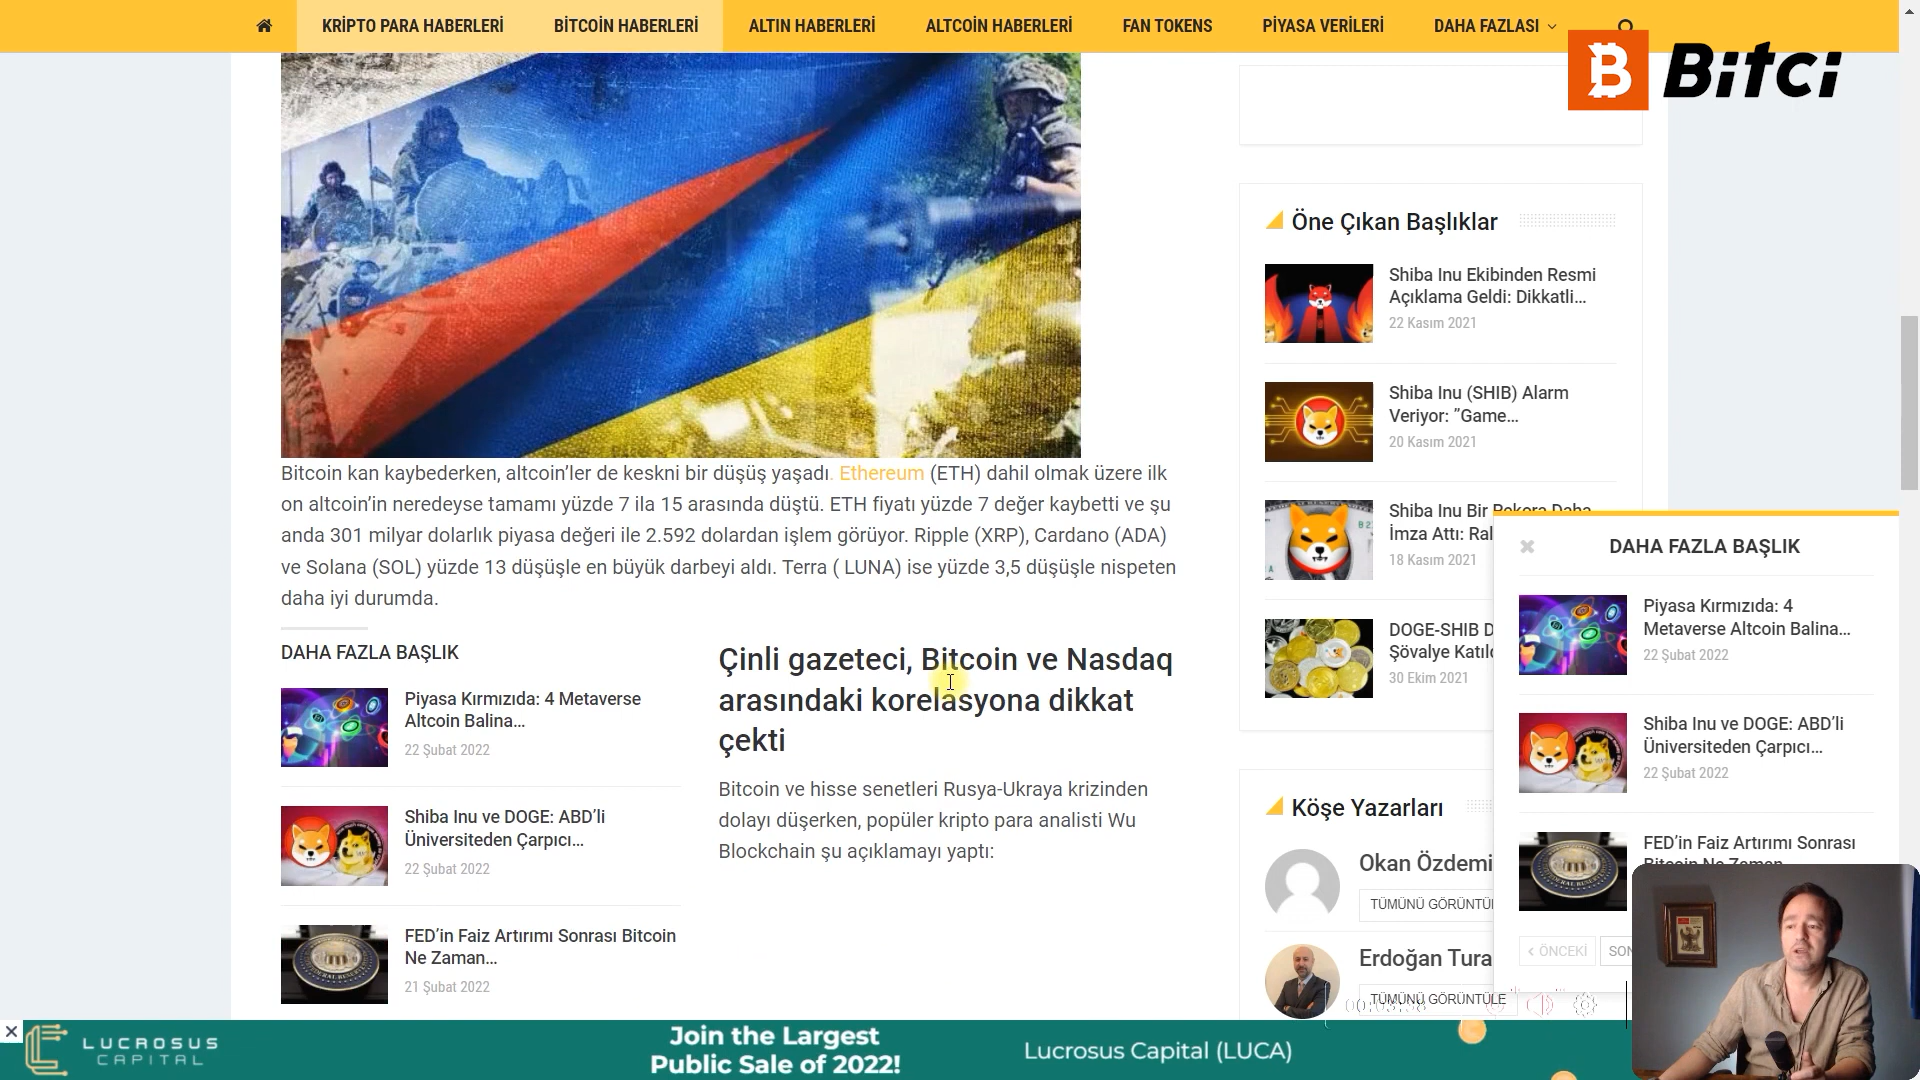 KRİPTO PARA HABERLERİ
BİTCOİN HABERLERİ
ALTIN HABERLERİ
ALTCOİN HABERLERİ
FAN TOKENS
PİYASA VERİLERİ
DAHA FAZLASI
Bitci
Bitcoin kan kaybederken, altcoin’ler de keskni bir düşüş yaşadı. Ethereum (ETH) dahil olmak üzere ilk
on altcoin’in neredeyse tamamı yüzde 7 ila 15 arasında düştü. ETH fiyatı yüzde 7 değer kaybetti ve şu
anda 301 milyar dolarlık piyasa değeri ile 2.592 dolardan işlem görüyor. Ripple (XRP), Cardano (ADA)
ve Solana (SOL) yüzde 13 düşüşle en büyük darbeyi aldı. Terra ( LUNA) ise yüzde 3,5 düşüşle nispeten
daha iyi durumda.
DAHA FAZLA BAŞLIK
Piyasa Kırmızıda: 4 Metaverse
Altcoin Balina...
22 Şubat 2022
Shiba Inu ve DOGE: ABD’li
Üniversiteden Çarpıcı...
22 Şubat 2022
FED’in Faiz Artırımı Sonrası Bitcoin
Ne Zaman...
21 Şubat 2022
Çinli gazeteci, Bitcoin ve Nasdaq
arasındaki korelasyona dikkat
çekti
Bitcoin ve hisse senetleri Rusya-Ukraya krizinden
dolayı düşerken, popüler kripto para analisti Wu
Blockchain şu açıklamayı yaptı:
Öne Çıkan Başlıklar
Shiba Inu Ekibinden Resmi
Açıklama Geldi: Dikkatli...
22 Kasım 2021
Shiba Inu (SHIB) Alarm
Veriyor: ”Game...
20 Kasım 2021
Shiba Inu Bir Rekora Daha
İmza Attı: Ral
18 Kasım 2021
DOGE-SHIB D
Şövalye Katılc
30 Ekim 2021
Köşe Yazarları
Okan Özdemi
TÜMÜNÜ GÖRÜNTÜL
Erdoğan Tura
TÜMÜNÜ GÖRÜNTÜLE
DAHA FAZLA BAŞLIK
Piyasa Kırmızıda: 4
Metaverse Altcoin Balina...
22 Şubat 2022
Shiba Inu ve DOGE: ABD’li
Üniversiteden Çarpıcı...
22 Şubat 2022
FED’in Faiz Artırımı Sonrası
Bitcoin Ne Zaman
ÖNCEKİ
SON
LUCROSUS
CAPITAL
Join the Largest
Public Sale of 2022!
Lucrosus Capital (LUCA)